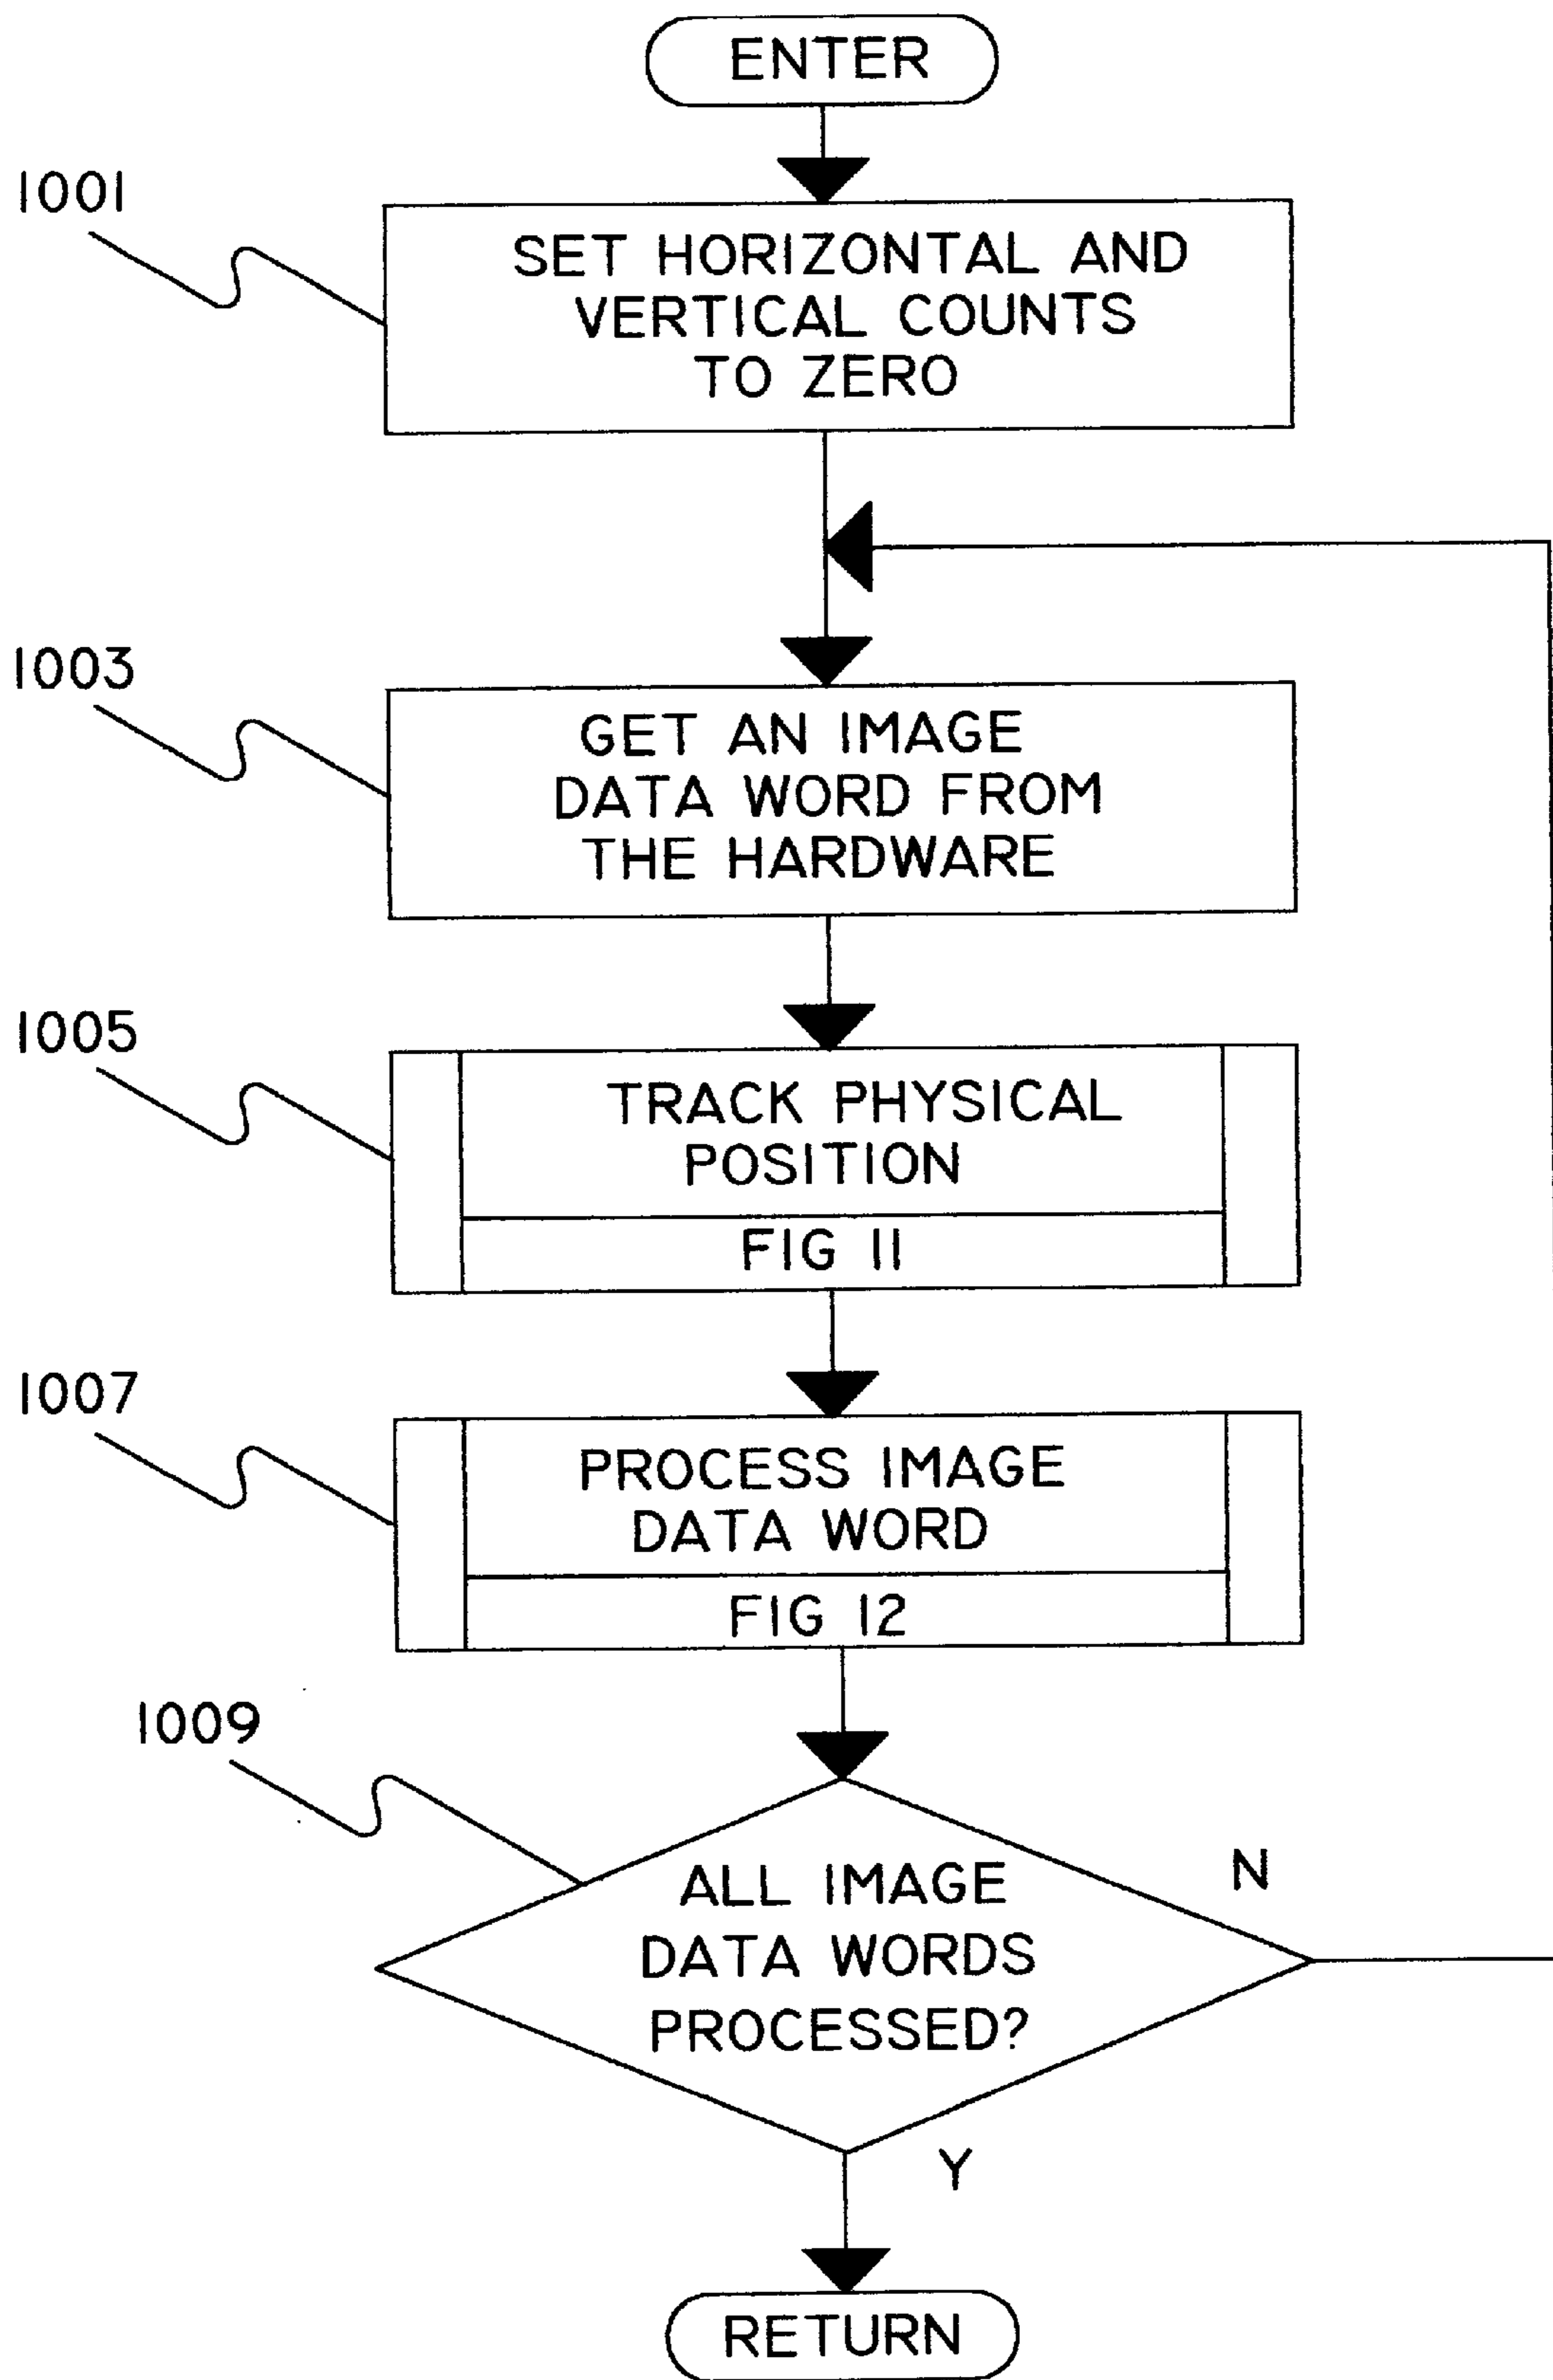 ENTER
1001
SET HORIZONTAL AND
VERTICAL COUNTS
TO ZERO
1003
GET AN IMAGE
DATA WORD FROM
THE HARDWARE
1005
TRACK PHYSICAL
POSITION
FIG 11
1007
PROCESS IMAGE
DATA WORD
FIG 12
1009
ALL IMAGE
DATA WORDS
PROCESSED?
N
Y
RETURN